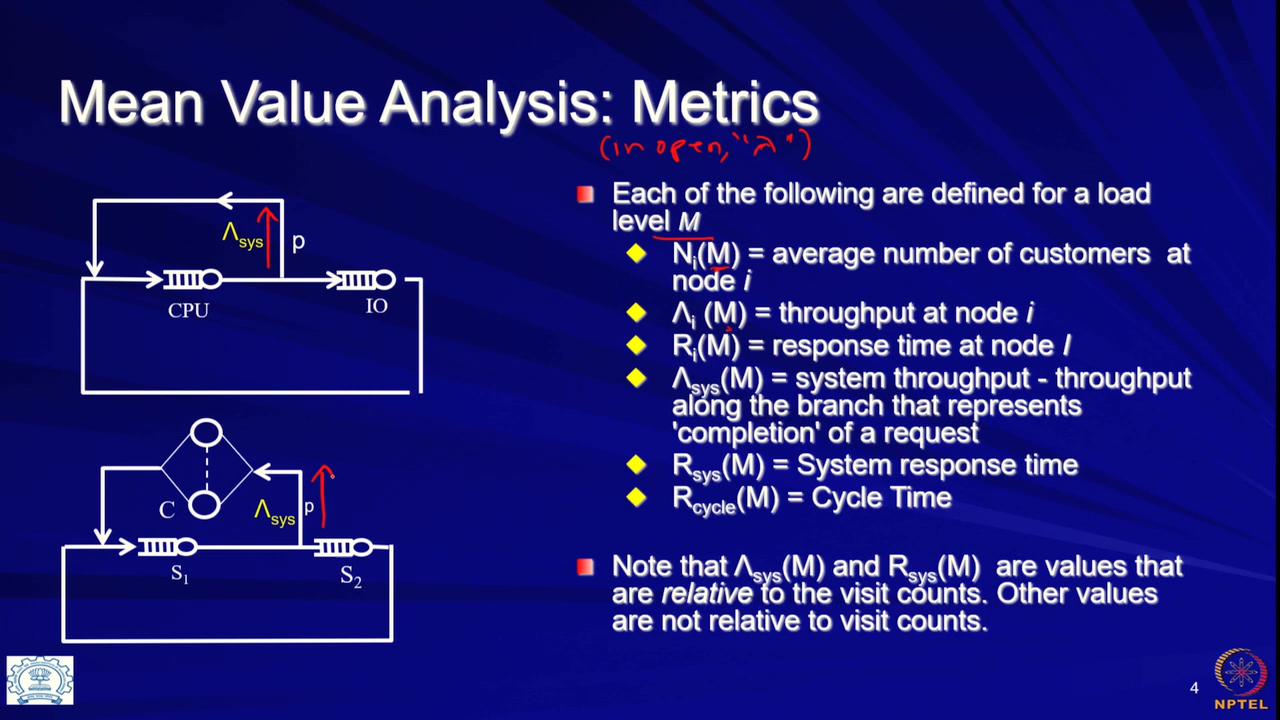 Mean Value Analysis: Metrics
(in open, "λ")
Each of the following are defined for a load
level M
Ni(M) = average number of customers at
node i
Λi (M) = throughput at node i
Ri(M) = response time at node I
Λsys(M) = system throughput - throughput
along the branch that represents
'completion' of a request
Rsys(M) = System response time
Rcycle(M) = Cycle Time
Note that Λsys(M) and Rsys(M) are values that
are relative to the visit counts. Other values
are not relative to visit counts.
Λsys p
CPU
IO
C
Λsys p
S1
S2
4
NPTEL